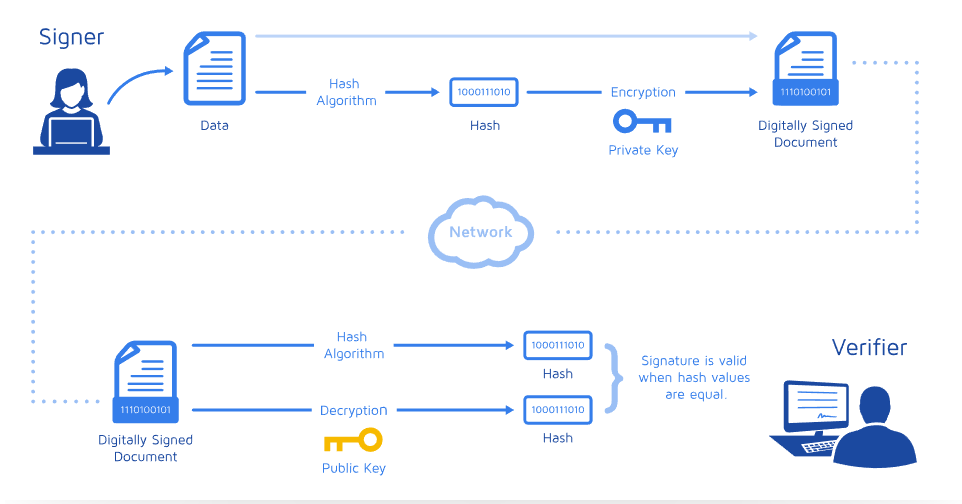 Signer
Data
Hash
Algorithm
1000111010
Hash
Encryption
Private Key
1110100101
Digitally Signed
Document
Network
1110100101
Digitally Signed
Document
Hash
Algorithm
1000111010
Hash
Decryption
Public Key
1000111010
Hash
Signature is valid
when hash values
are equal.
Verifier